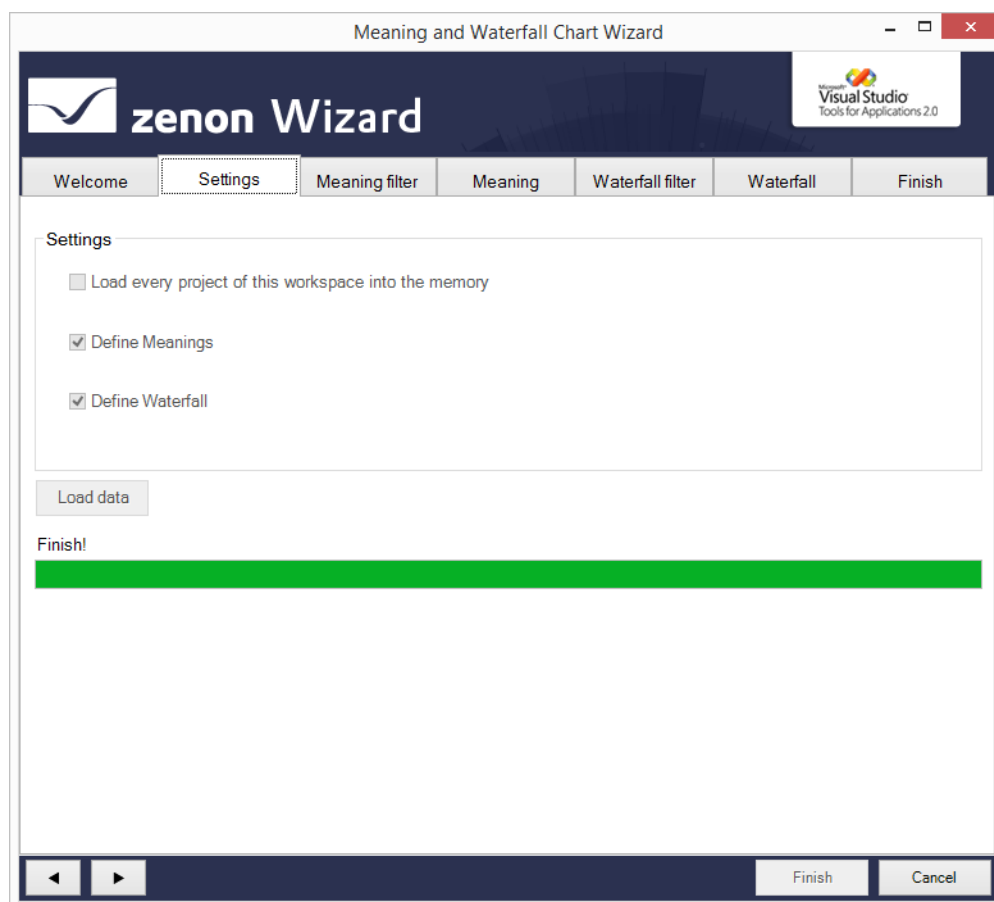 Meaning and Waterfall Chart Wizard
zenon Wizard
Microsoft
Visual Studio
Tools for Applications 2.0
Welcome
Settings
Meaning filter
Meaning
Waterfall filter
Waterfall
Finish
Settings
Load every project of this workspace into the memory
Define Meanings
Define Waterfall
Load data
Finish!
Finish
Cancel